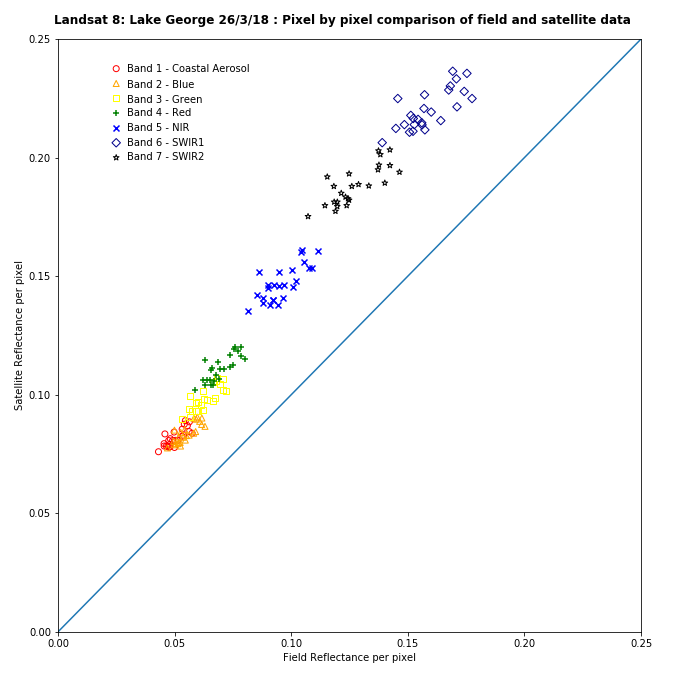 Landsat 8: Lake George 26/3/18 : Pixel by pixel comparison of field and satellite data
0.25
Band 1 - Coastal Aerosol
Band 2 - Blue
Band 3 - Green
Band 4 - Red
Band 5 - NIR
Band 6 - SWIR1
Band 7 - SWIR2
0.20
0.15
0.10
0.05
0.00
Satellite Reflectance per pixel
0.00 0.05 0.10 0.15 0.20 0.25
Field Reflectance per pixel